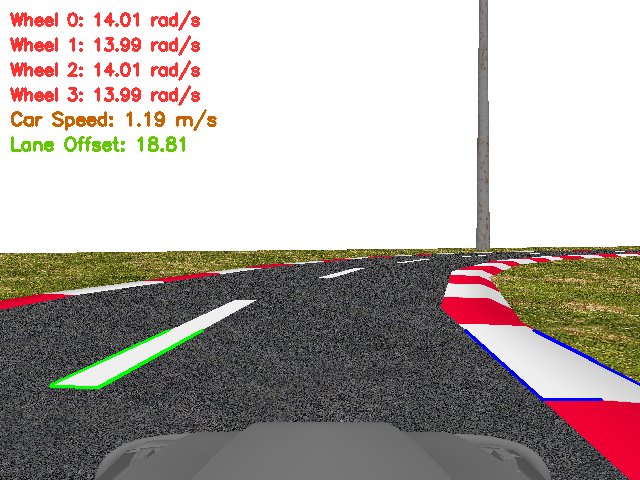 Wheel 0: 14.01 rad/s
Wheel 1: 13.99 rad/s
Wheel 2: 14.01 rad/s
Wheel 3: 13.99 rad/s
Car Speed: 1.19 m/s
Lane Offset: 18.81